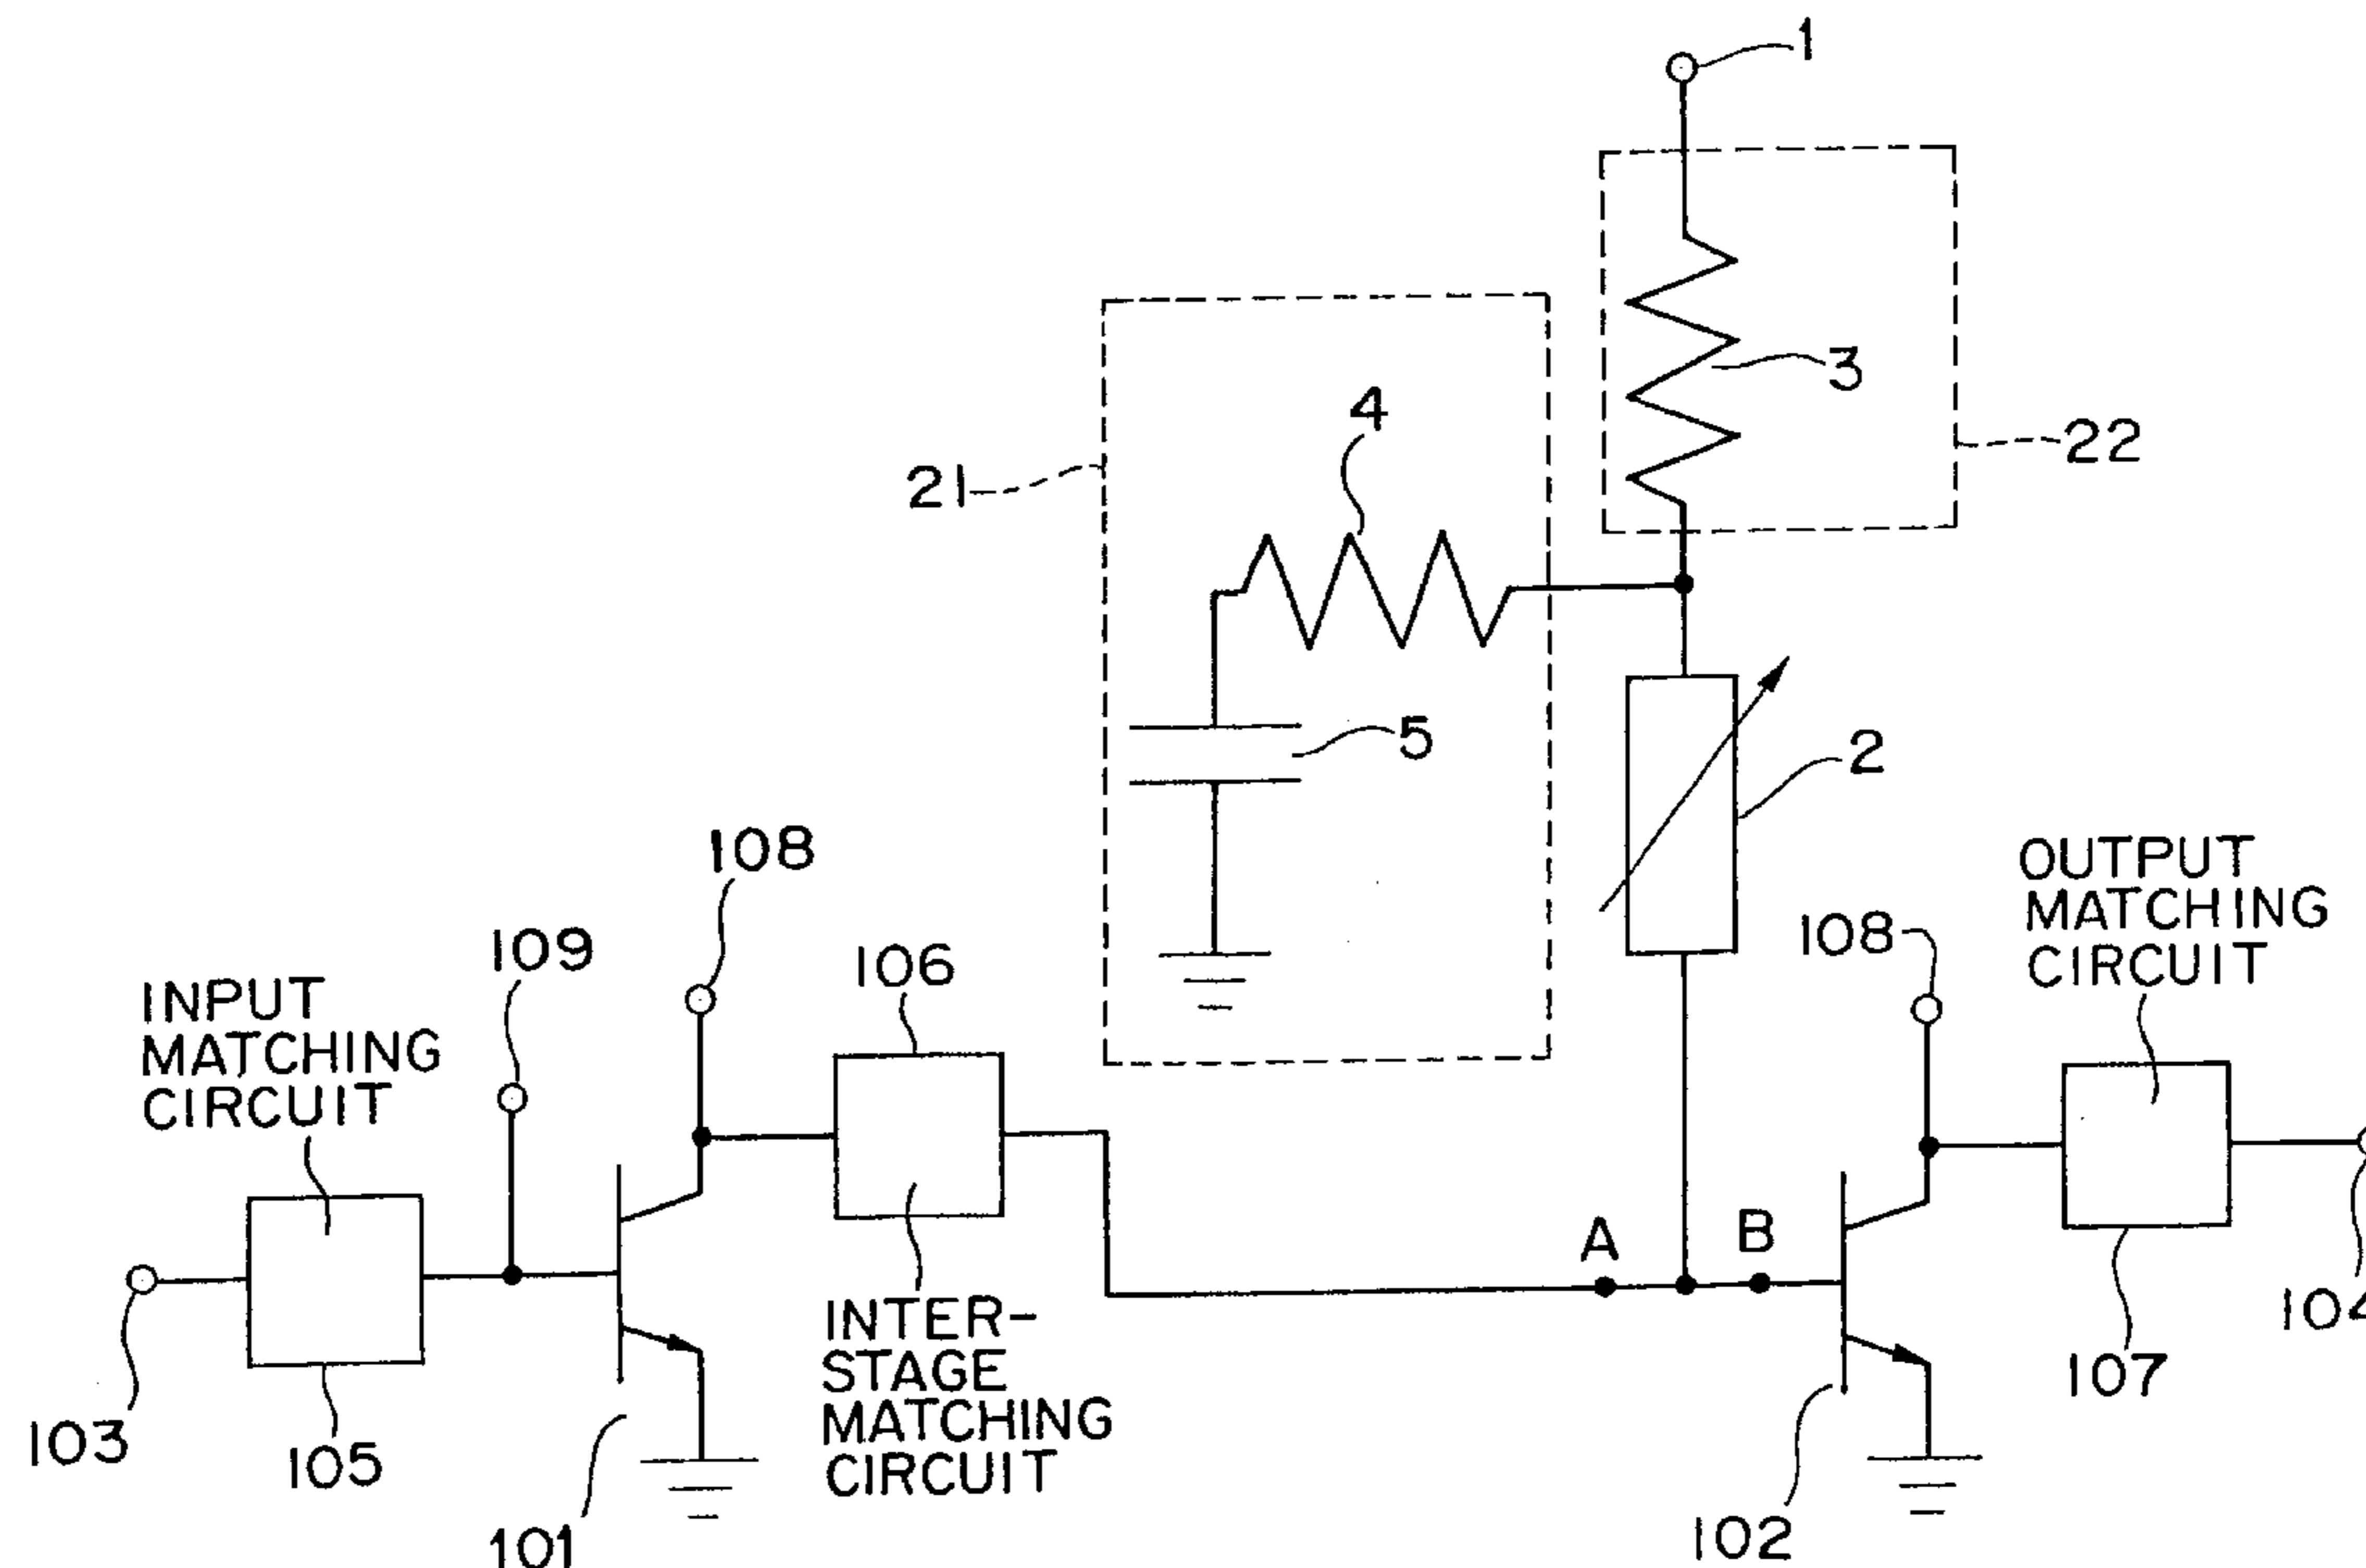 1
3
22
4
21
5
2
108
OUTPUT
MATCHING
CIRCUIT
108
109
106
INPUT
MATCHING
CIRCUIT
A
B
INTER-
STAGE
MATCHING
CIRCUIT
103
105
101
102
107
104